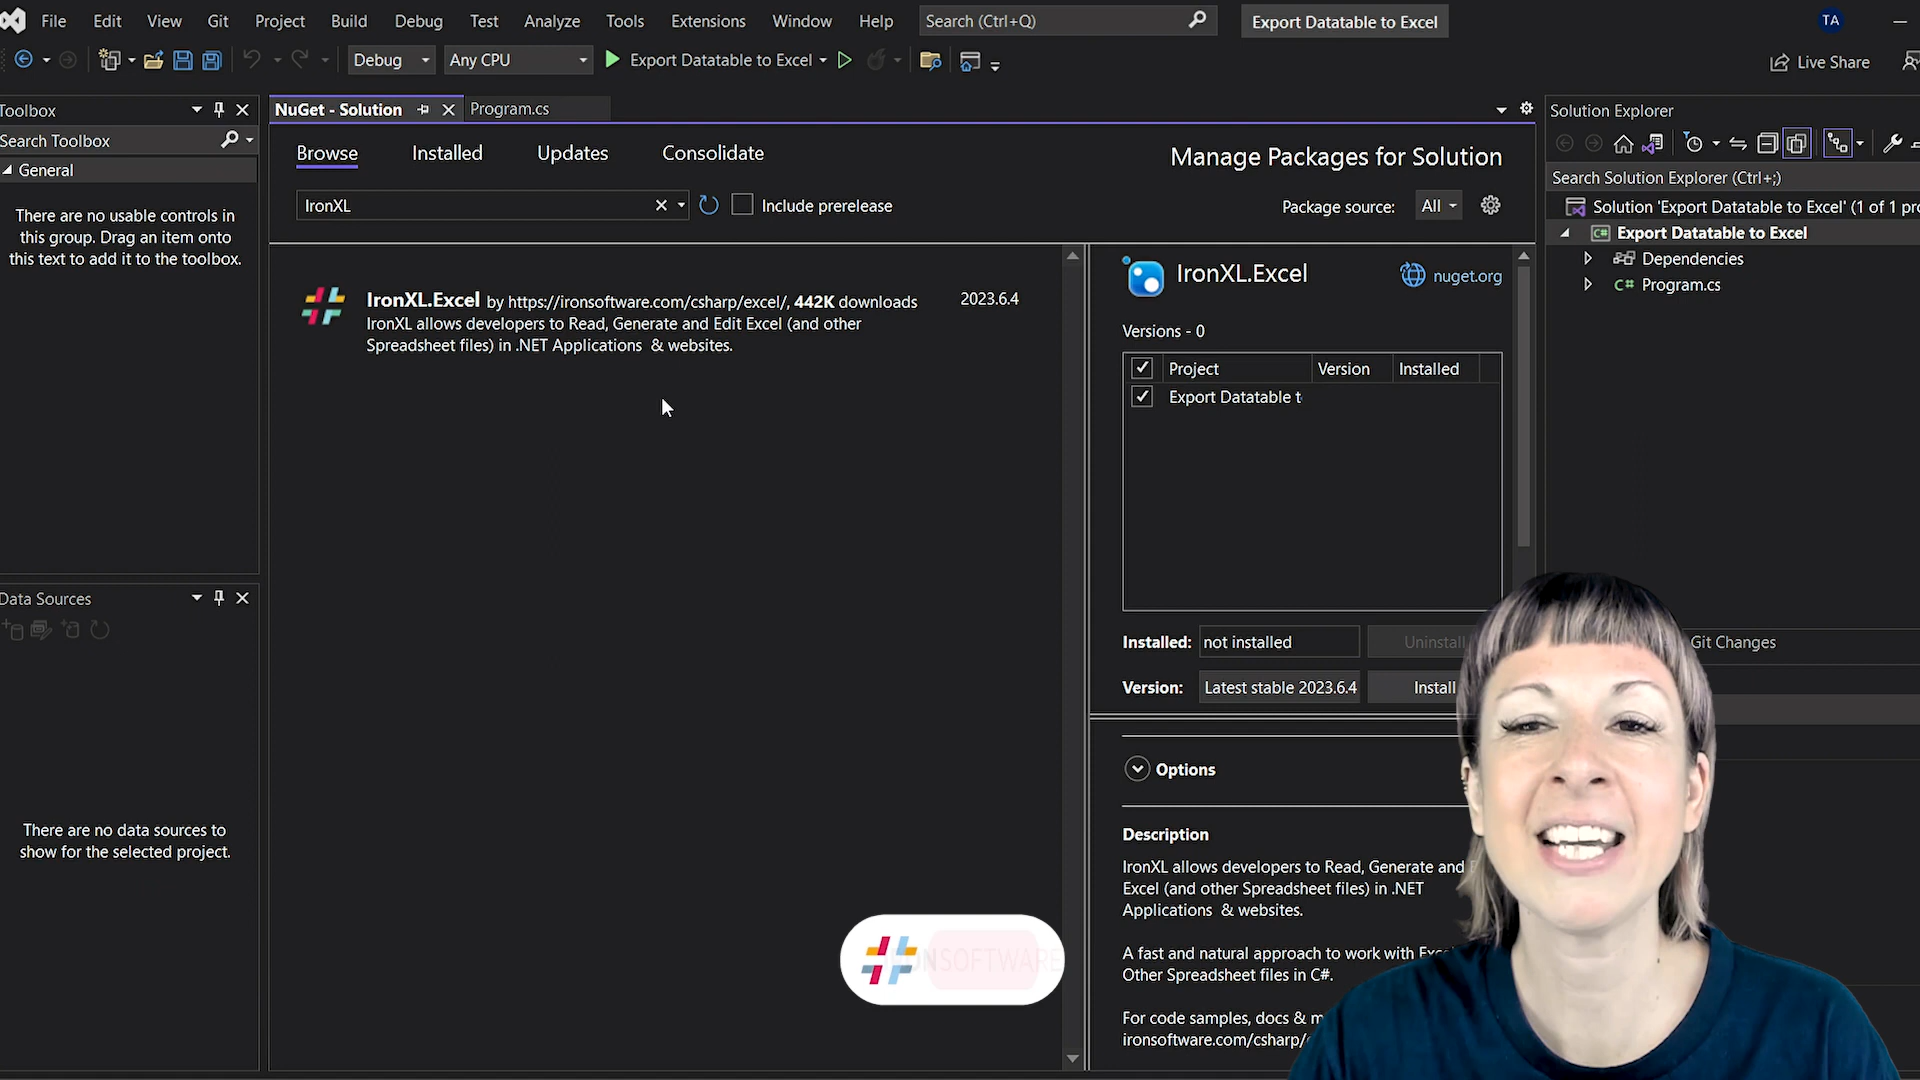 File Edit View Git Project Build Debug Test Analyze Tools Extensions Window Help Search (Ctrl+Q) Export Datatable to Excel TA
Debug Any CPU Export Datatable to Excel Live Share
Toolbox
Search Toolbox
General
There are no usable controls in
this group. Drag an item onto
this text to add it to the toolbox.
Data Sources
There are no data sources to
show for the selected project.
NuGet - Solution Program.cs
Browse Installed Updates Consolidate
Manage Packages for Solution
IronXL Include prerelease
Package source: All
IronXL.Excel by https://ironsoftware.com/csharp/excel/, 442K downloads 2023.6.4
IronXL allows developers to Read, Generate and Edit Excel (and other
Spreadsheet files) in .NET Applications & websites.
IronXL.Excel nuget.org
Versions - 0
Project Version Installed
Export Datatable t
Installed: not installed Uninstall
Version: Latest stable 2023.6.4 Install
Options
Description
IronXL allows developers to Read, Generate and
Excel (and other Spreadsheet files) in .NET
Applications & websites.
A fast and natural approach to work with Exce
Other Spreadsheet files in C#.
For code samples, docs & m
ironsoftware.com/csharp/
IRONSOFTWARE
Solution Explorer
Search Solution Explorer (Ctrl+;)
Solution 'Export Datatable to Excel' (1 of 1 pro
C# Export Datatable to Excel
Dependencies
C# Program.cs
Git Changes